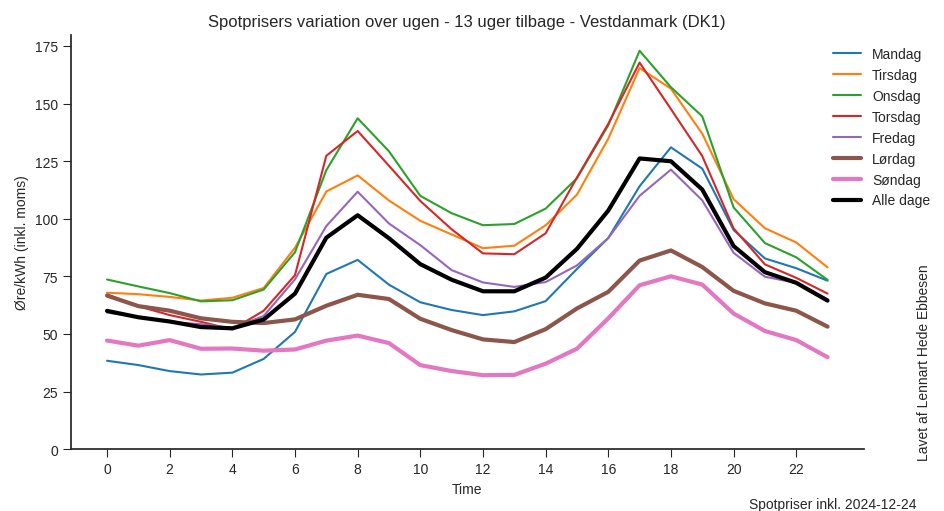 Spotprisers variation over ugen - 13 uger tilbage - Vestdanmark (DK1)
175
150
125
100
75
50
25
0
Øre/kWh (inkl. moms)
0 2 4 6 8 10 12 14 16 18 20 22
Time
Mandag
Tirsdag
Onsdag
Torsdag
Fredag
Lørdag
Søndag
Alle dage
Lavet af Lennart Hede Ebbesen
Spotpriser inkl. 2024-12-24